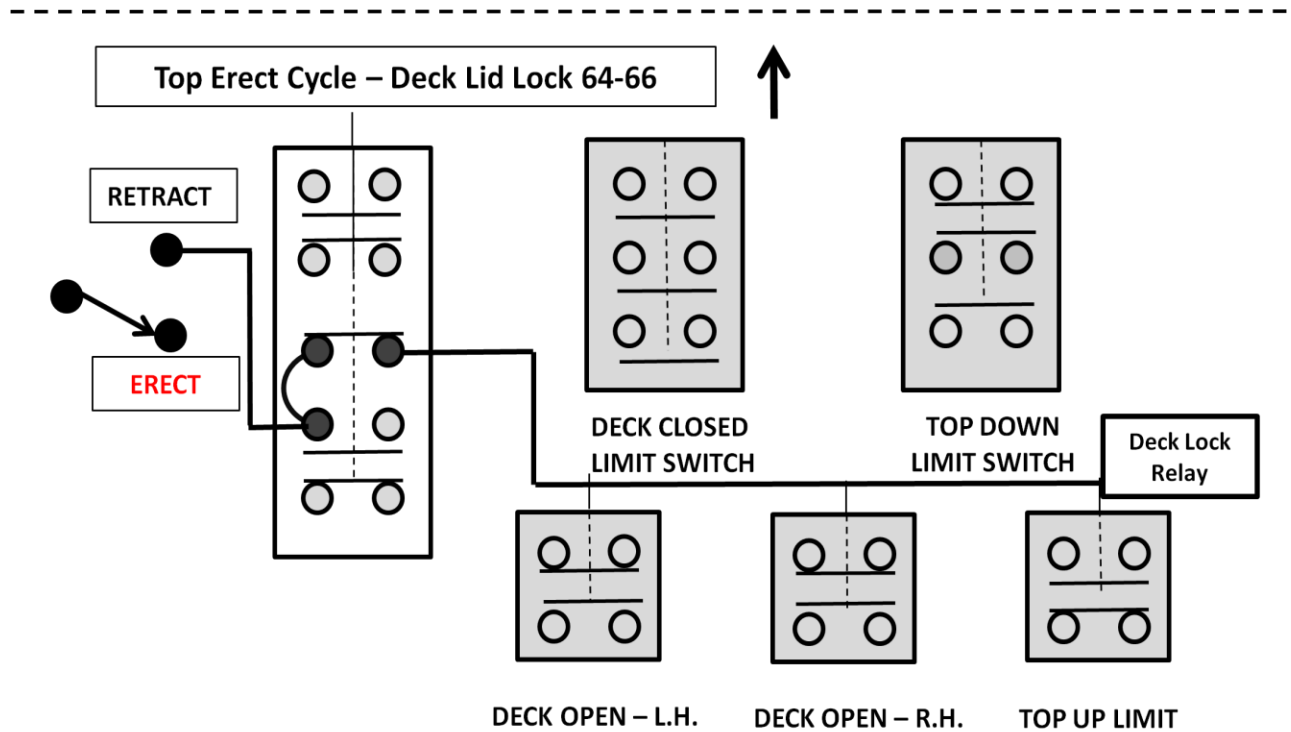 Top Erect Cycle – Deck Lid Lock 64-66
RETRACT
ERECT
DECK CLOSED
LIMIT SWITCH
TOP DOWN
LIMIT SWITCH
Deck Lock
Relay
DECK OPEN – L.H.
DECK OPEN – R.H.
TOP UP LIMIT